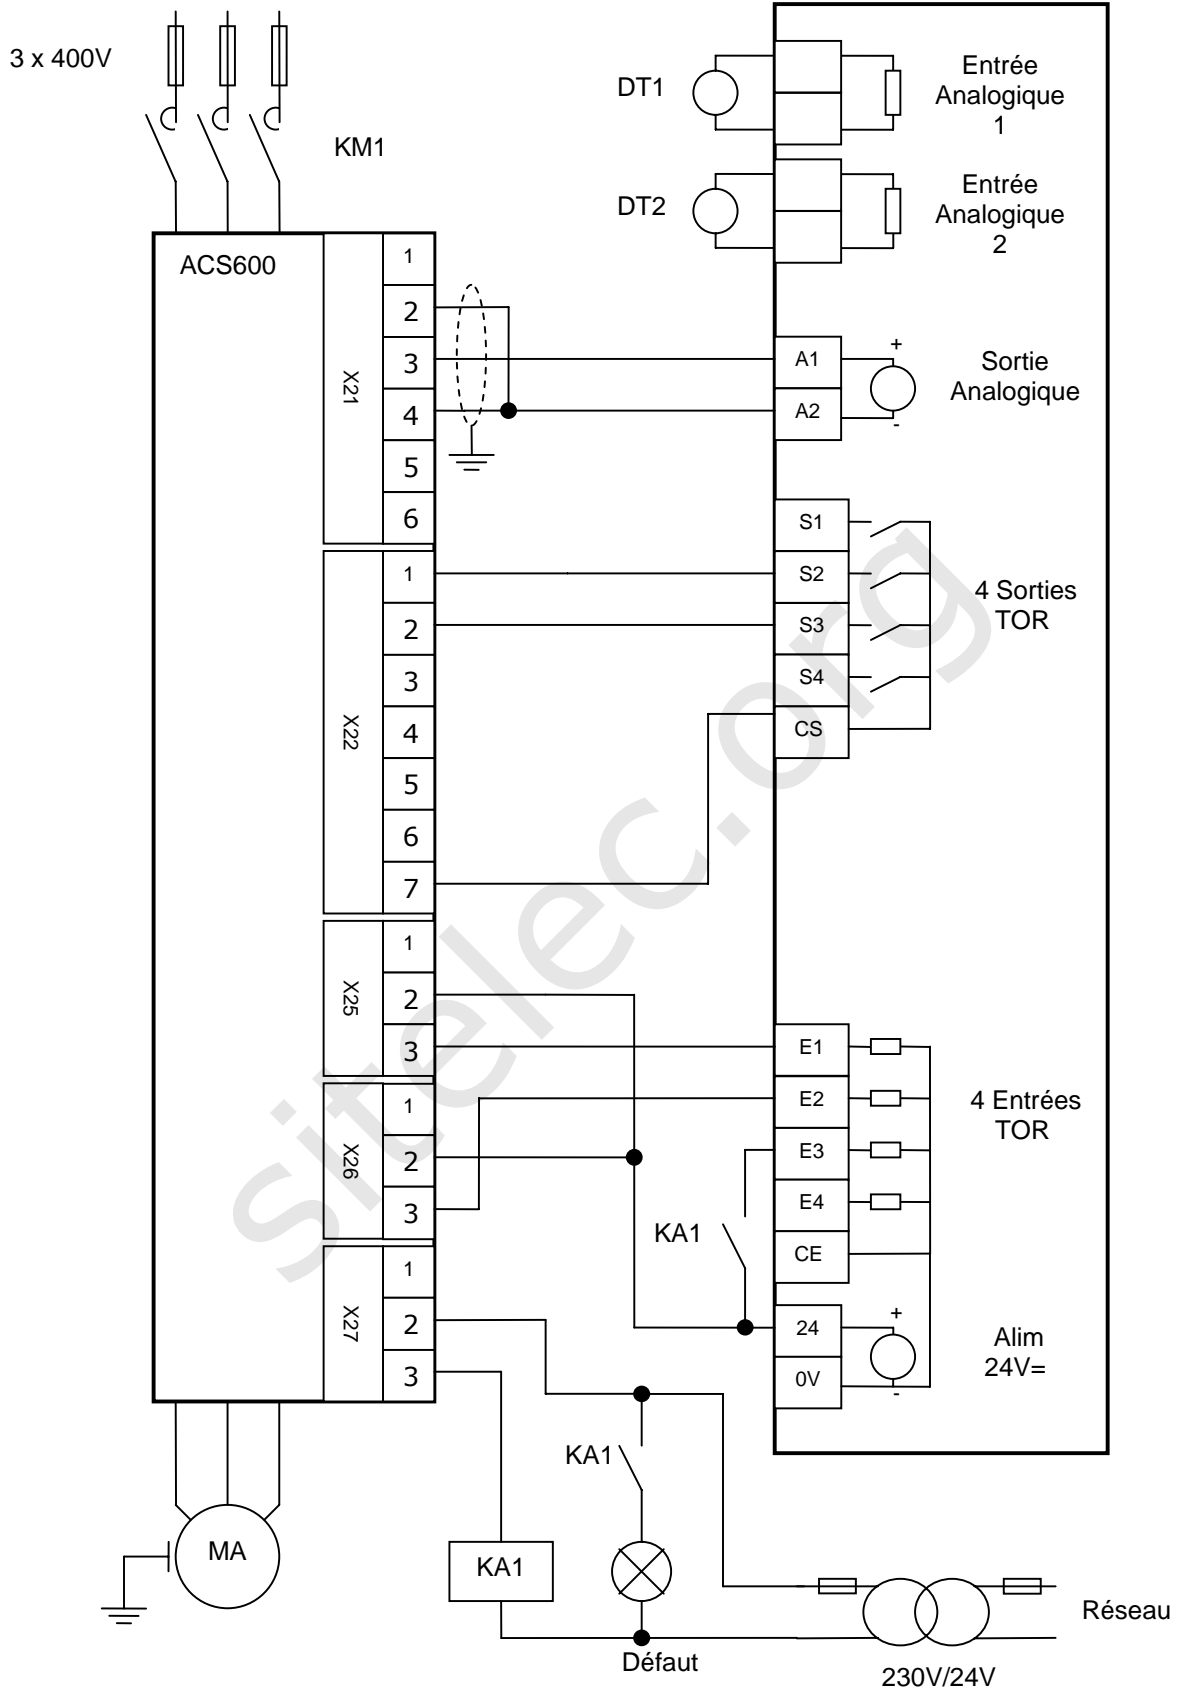 3 x 400V
KM1
DT1
Entrée
Analogique
1
DT2
Entrée
Analogique
2
ACS600
X21
1
2
3
4
5
6
A1
A2
+
-
Sortie
Analogique
X22
1
2
3
4
5
6
7
S1
S2
S3
S4
CS
4 Sorties
TOR
X25
1
2
3
X26
1
2
3
X27
1
2
3
E1
E2
E3
E4
CE
4 Entrées
TOR
KA1
24
0V
+
-
Alim
24V=
KA1
MA
KA1
Défaut
Réseau
230V/24V
sitelec.org